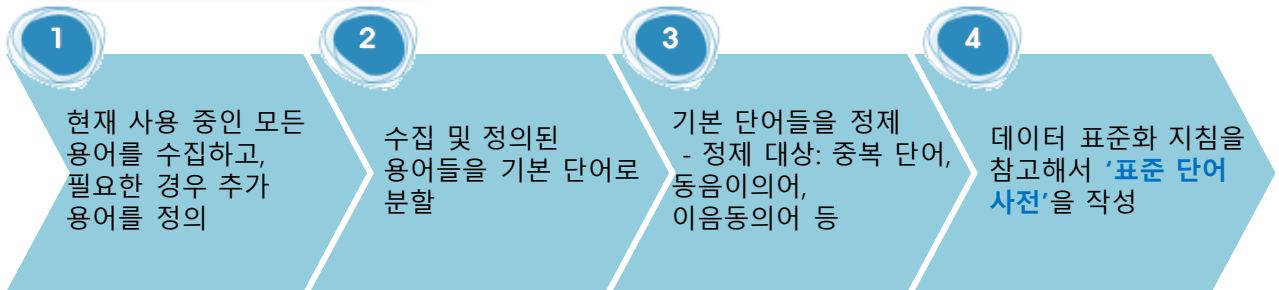 1
현재 사용 중인 모든
용어를 수집하고,
필요한 경우 추가
용어를 정의
2
수집 및 정의된
용어들을 기본 단어로
분할
3
기본 단어들을 정제
- 정제 대상: 중복 단어,
동음이의어,
이음동의어 등
4
데이터 표준화 지침을
참고해서 ‘표준 단어
사전’을 작성